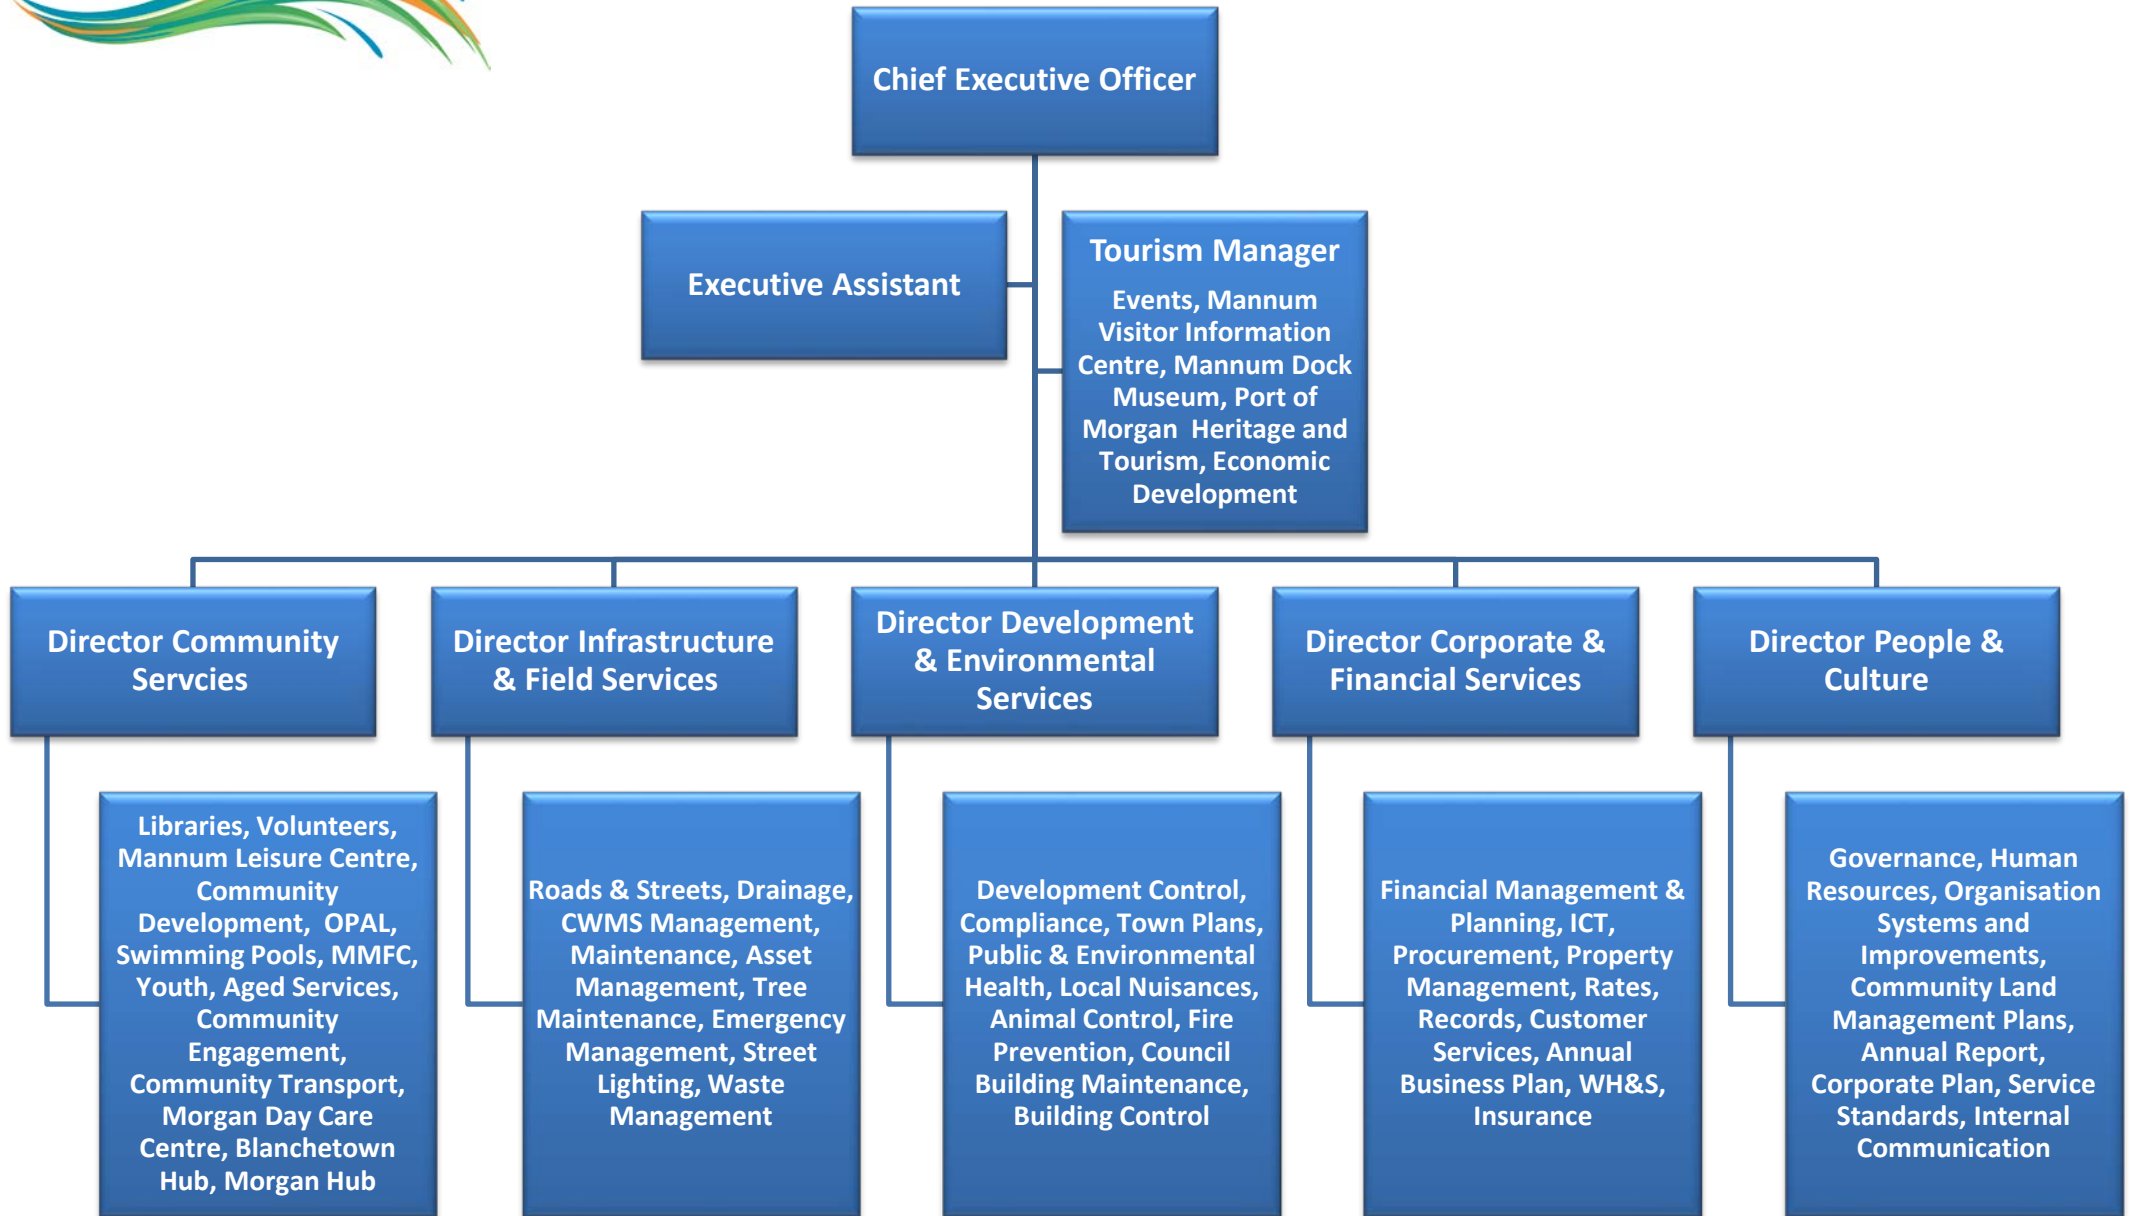 Chief Executive Officer
Executive Assistant
Tourism Manager
Events, Mannum
Visitor Information
Centre, Mannum Dock
Museum, Port of
Morgan  Heritage and
Tourism, Economic
Development
Director Community
Servcies
Director Infrastructure
& Field Services
Director Development
& Environmental
Services
Director Corporate &
Financial Services
Director People &
Culture
Libraries, Volunteers,
Mannum Leisure Centre,
Community
Development,  OPAL,
Swimming Pools, MMFC,
Youth, Aged Services,
Community
Engagement,
Community Transport,
Morgan Day Care
Centre, Blanchetown
Hub, Morgan Hub
Roads & Streets, Drainage,
CWMS Management,
Maintenance, Asset
Management, Tree
Maintenance, Emergency
Management, Street
Lighting, Waste
Management
Development Control,
Compliance, Town Plans,
Public & Environmental
Health, Local Nuisances,
Animal Control, Fire
Prevention, Council
Building Maintenance,
Building Control
Financial Management &
Planning, ICT,
Procurement, Property
Management, Rates,
Records, Customer
Services, Annual
Business Plan, WH&S,
Insurance
Governance, Human
Resources, Organisation
Systems and
Improvements,
Community Land
Management Plans,
Annual Report,
Corporate Plan, Service
Standards, Internal
Communication